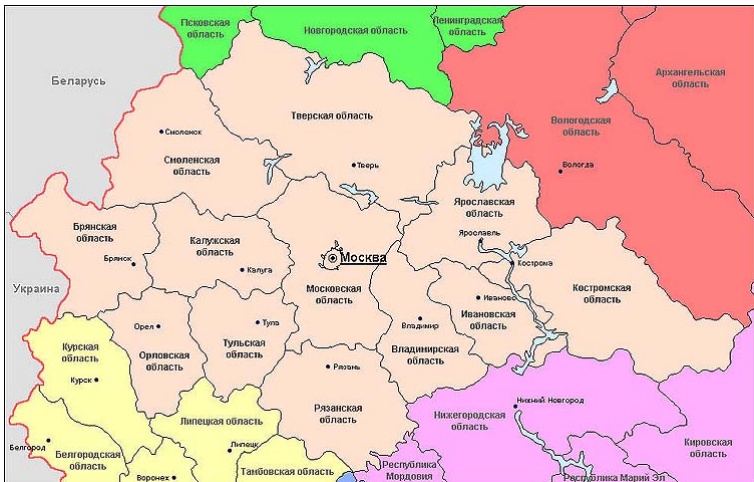 Псковская
область
Новгородская область
Ленинградская
область
Архангельская
область
Беларусь
Тверская область
Вологодская
область
Смоленск
Смоленская
область
Тверь
Вологда
Ярославская
область
Брянская
область
Калужская
область
Ярославль
Брянск
Калуга
Москва
Кострома
Украина
Московская
область
Костромская
область
Иваново
Ивановская
область
Орел
Тула
Владимир
Курская
область
Орловская
область
Тульская
область
Владимирская
область
Курск
Рязань
Рязанская
область
Нижний Новгород
Нижегородская
область
Липецкая область
Белгород
Белгородская
область
Липецк
Кировская
область
Воронеж
Тамбовская область
Республика
Мордовия
Республика Марий Эл